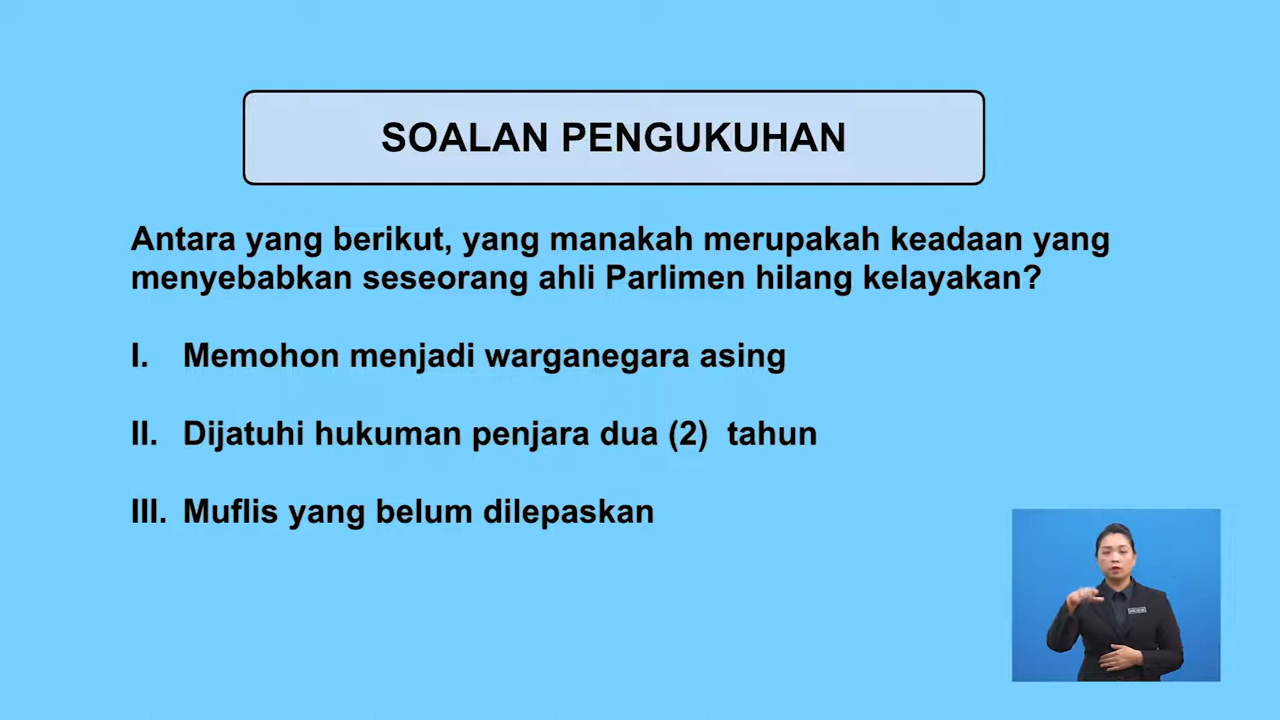 SOALAN PENGUKUHAN
Antara yang berikut, yang manakah merupakah keadaan yang
menyebabkan seseorang ahli Parlimen hilang kelayakan?
I. Memohon menjadi warganegara asing
II. Dijatuhi hukuman penjara dua (2) tahun
III. Muflis yang belum dilepaskan